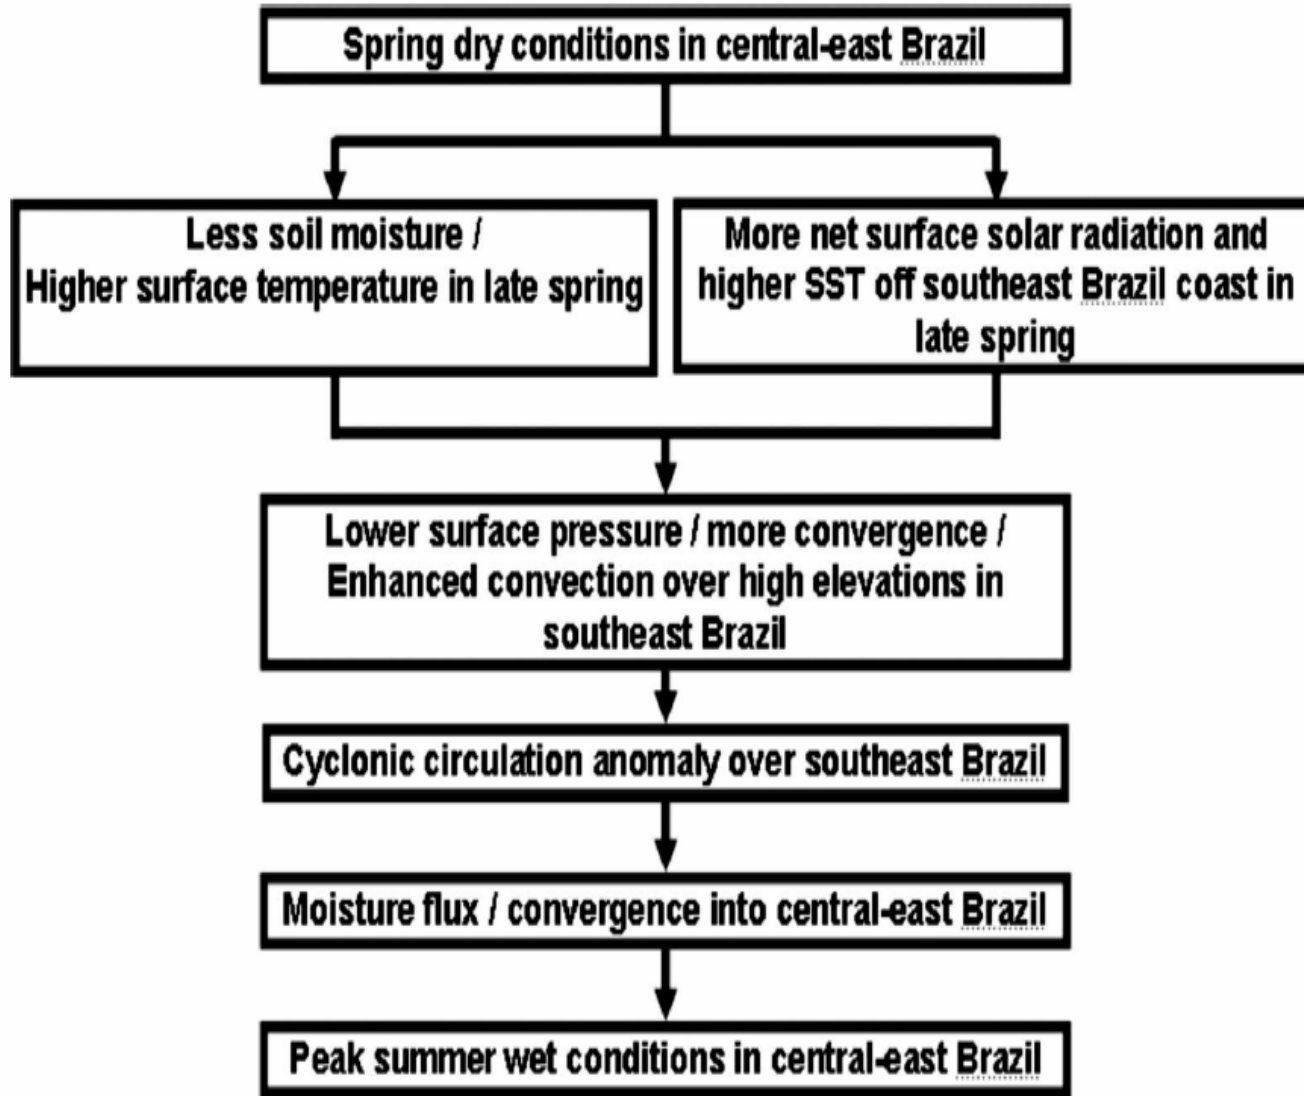 Spring dry conditions in central-east Brazil
Less soil moisture /
Higher surface temperature in late spring
More net surface solar radiation and
higher SST off southeast Brazil coast in
late spring
Lower surface pressure / more convergence /
Enhanced convection over high elevations in
southeast Brazil
Cyclonic circulation anomaly over southeast Brazil
Moisture flux / convergence into central-east Brazil
Peak summer wet conditions in central-east Brazil